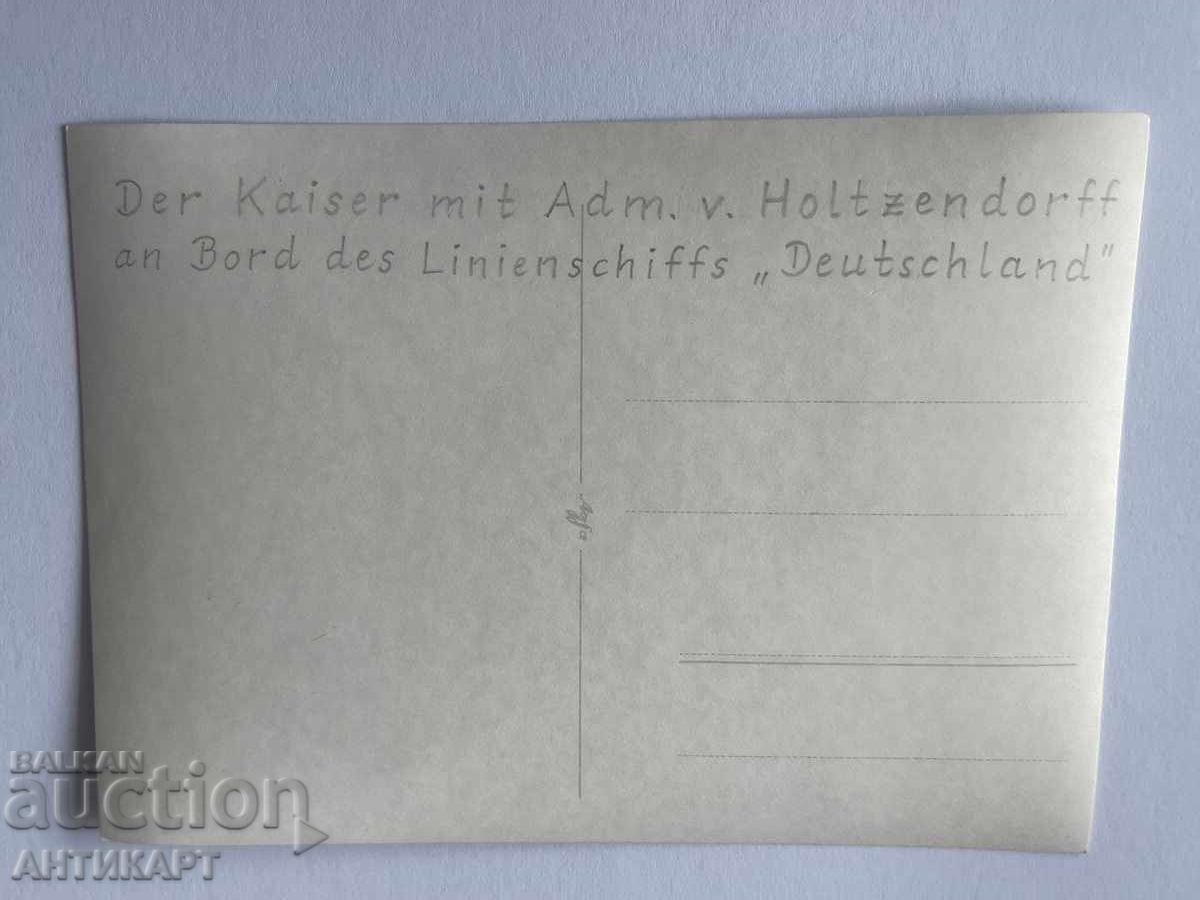 Der Kaiser mit Adm. v. Holtzendorff
an Bord des Linienschiffs „Deutschland"
BALKAN
auction
АНТИКАРТ